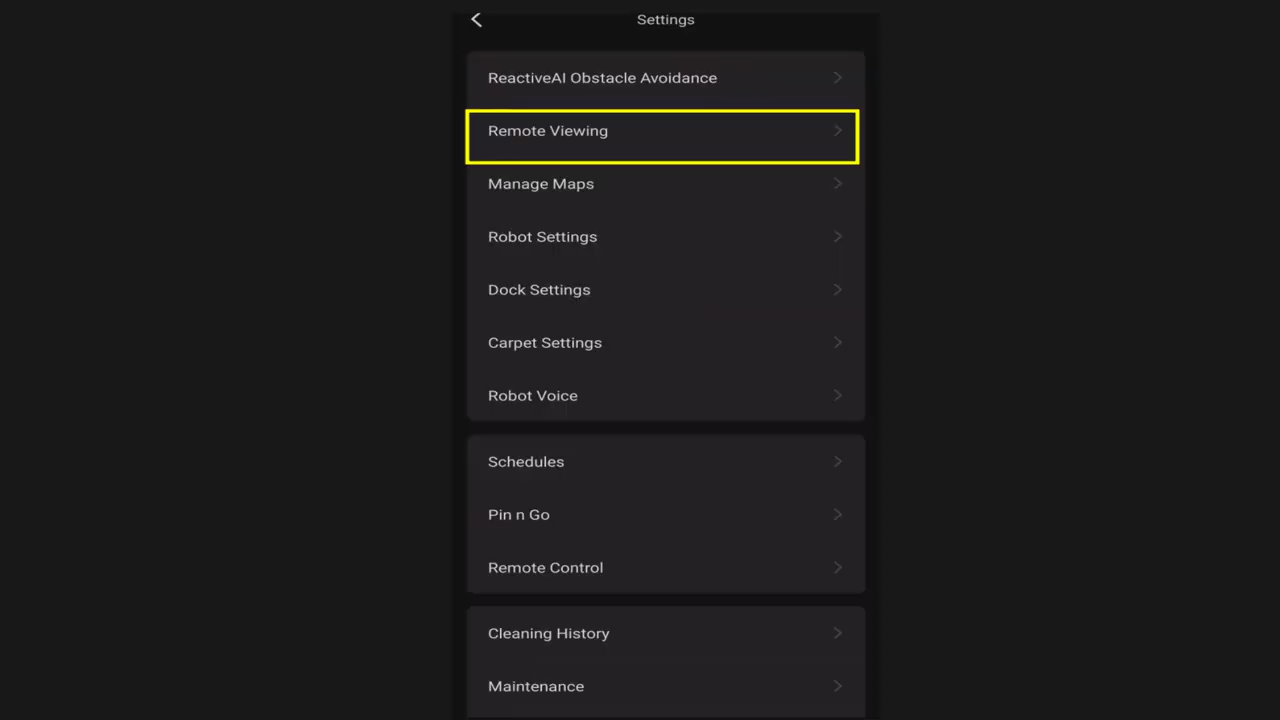 Settings
ReactiveAI Obstacle Avoidance
Remote Viewing
Manage Maps
Robot Settings
Dock Settings
Carpet Settings
Robot Voice
Schedules
Pin n Go
Remote Control
Cleaning History
Maintenance